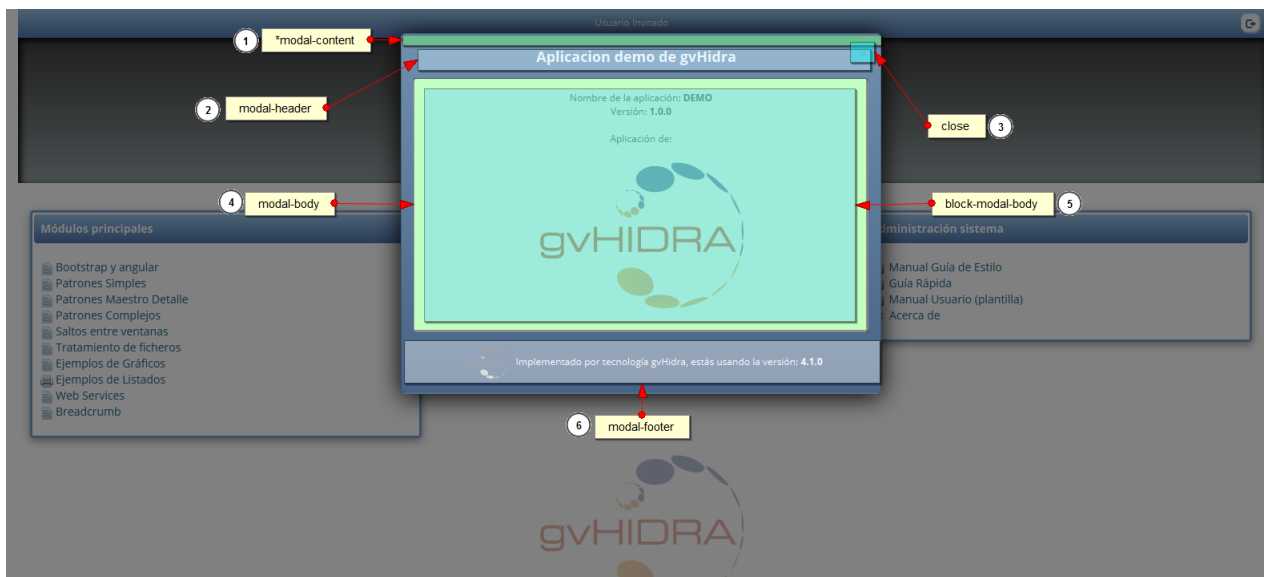 Usuario Invitado
1 *modal-content
Aplicacion demo de gvHidra
2 modal-header
close 3
Nombre de la aplicación: DEMO
Versión: 1.0.0
Aplicación de:
gvHIDRA
4 modal-body
block-modal-body 5
Módulos principales
Bootstrap y angular
Patrones Simples
Patrones Maestro Detalle
Patrones Complejos
Saltos entre ventanas
Tratamiento de ficheros
Ejemplos de Gráficos
Ejemplos de Listados
Web Services
Breadcrumb
dministración sistema
Manual Guía de Estilo
Guía Rápida
Manual Usuario (plantilla)
Acerca de
Implementado por tecnología gvHidra, estás usando la versión: 4.1.0
6 modal-footer
gvHIDRA